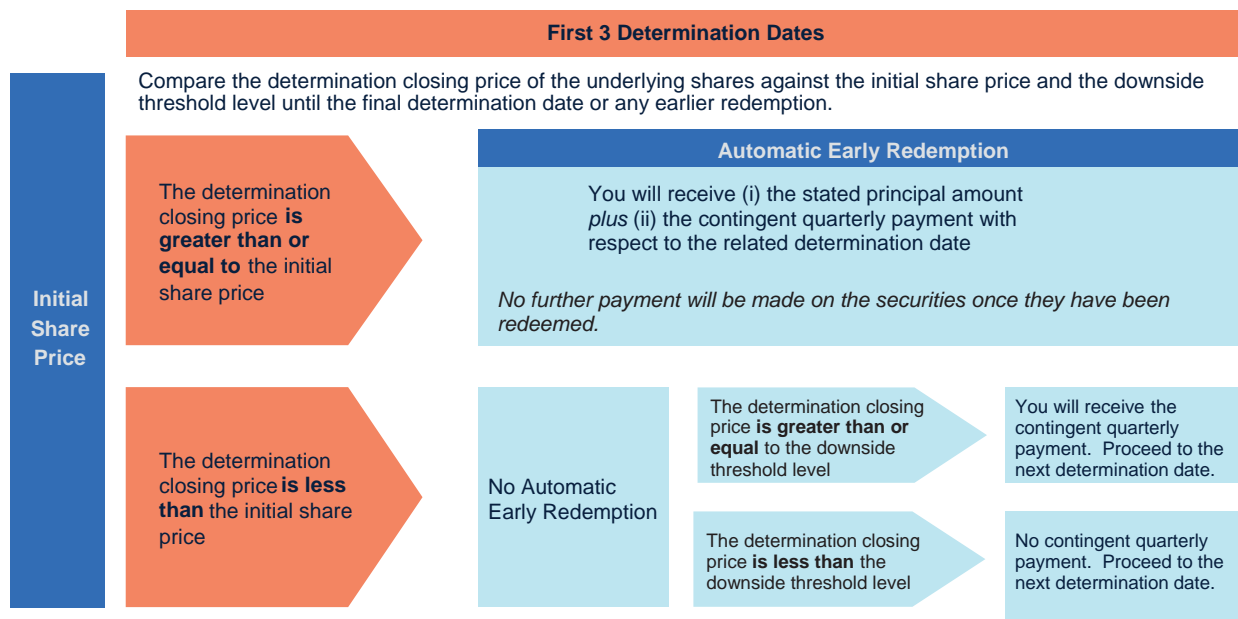 First 3 Determination Dates
Compare the determination closing price of the underlying shares against the initial share price and the downside
threshold level until the final determination date or any earlier redemption.
Initial
Share
Price
The determination
closing price is
greater than or
equal to the initial
share price
Automatic Early Redemption
You will receive (i) the stated principal amount
plus (ii) the contingent quarterly payment with
respect to the related determination date
No further payment will be made on the securities once they have been
redeemed.
The determination
closing price is less
than the initial share
price
No Automatic
Early Redemption
The determination closing
price is greater than or
equal to the downside
threshold level
You will receive the
contingent quarterly
payment.  Proceed to the
next determination date.
The determination closing
price is less than the
downside threshold level
No contingent quarterly
payment.  Proceed to the
next determination date.